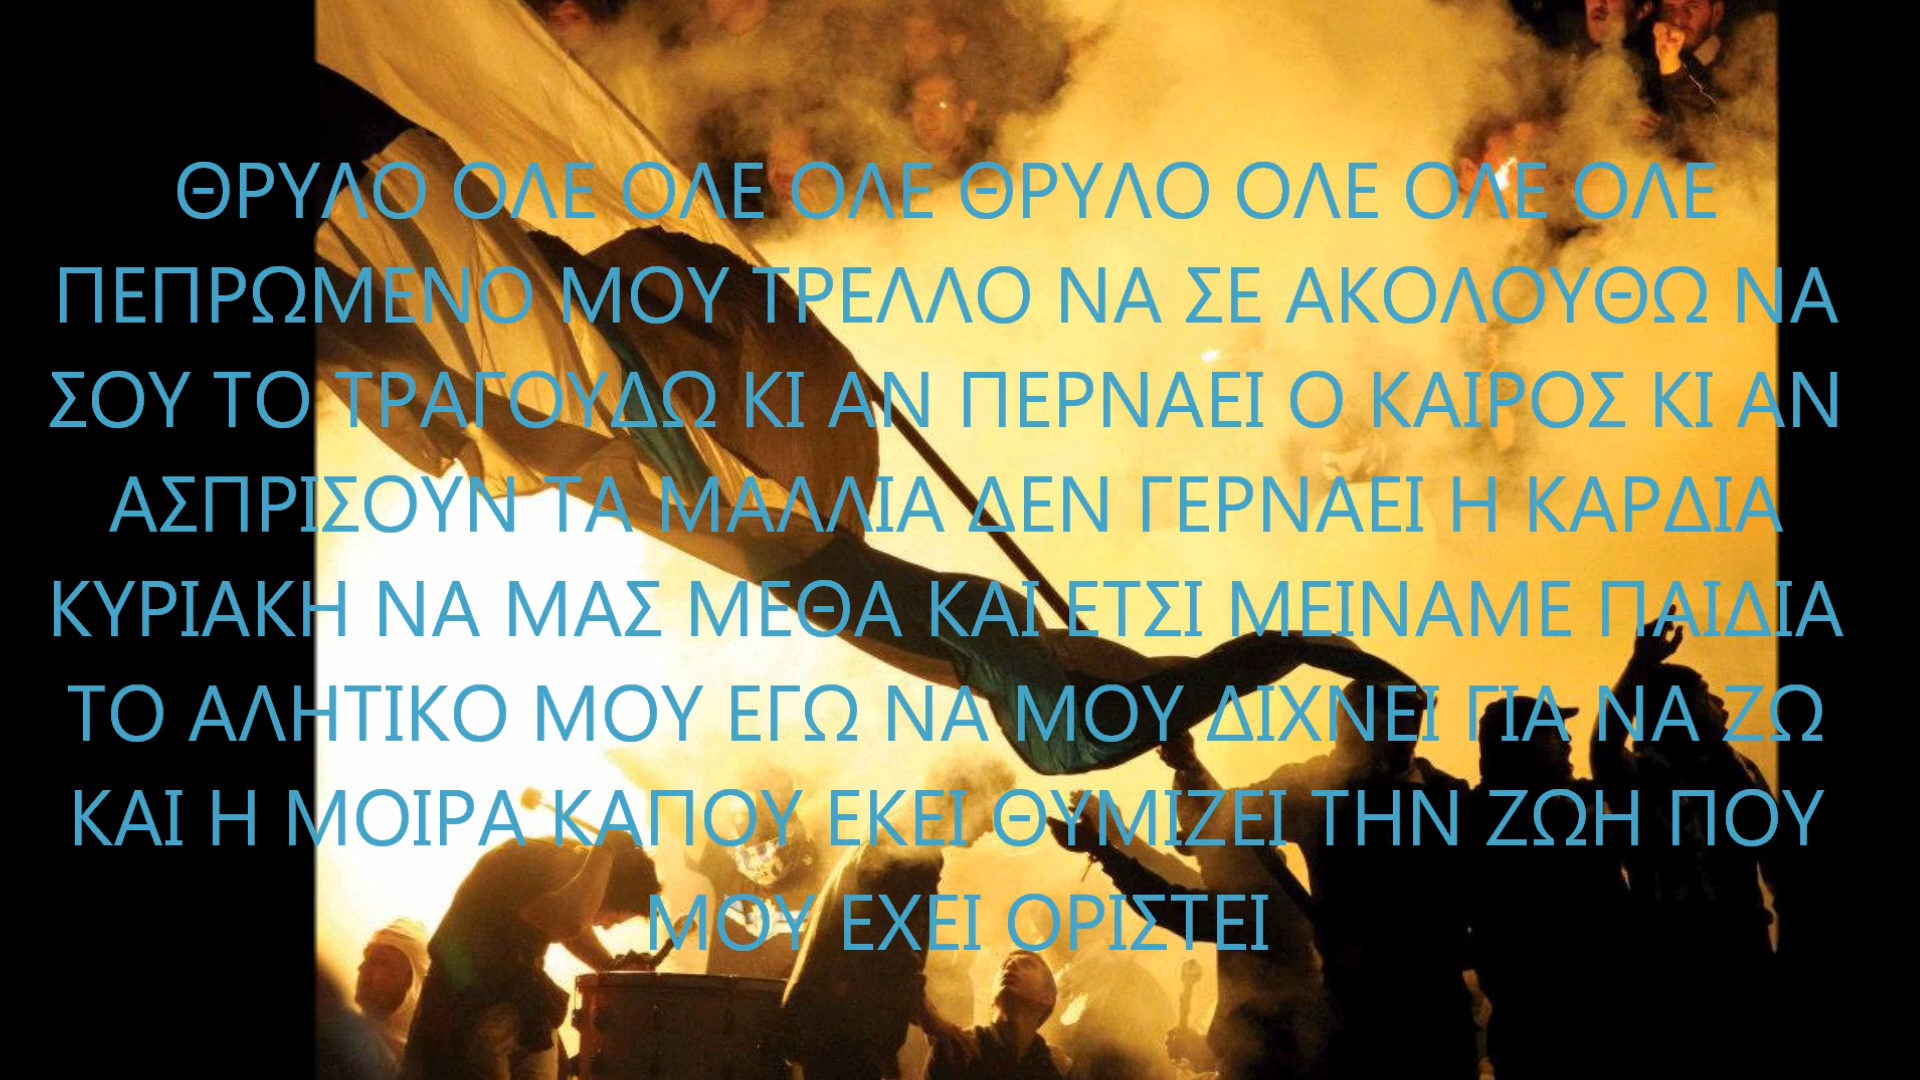 ΘΡΥΛΟ ΟΛΕ ΟΛΕ ΟΛΕ ΘΡΥΛΟ ΟΛΕ ΟΛΕ ΟΛΕ
ΠΕΠΡΩΜΕΝΟ ΜΟΥ ΤΡΕΛΛΟ ΝΑ ΣΕ ΑΚΟΛΟΥΘΩ ΝΑ
ΣΟΥ ΤΟ ΤΡΑΓΟΥΔΩ ΚΙ ΑΝ ΠΕΡΝΑΕΙ Ο ΚΑΙΡΟΣ ΚΙ ΑΝ
ΑΣΠΡΙΣΟΥΝ ΤΑ ΜΑΛΛΙΑ ΔΕΝ ΓΕΡΝΑΕΙ Η ΚΑΡΔΙΑ
ΚΥΡΙΑΚΗ ΝΑ ΜΑΣ ΜΕΘΑ ΚΑΙ ΕΤΣΙ ΜΕΙΝΑΜΕ ΠΑΙΔΙΑ
ΤΟ ΑΛΗΤΙΚΟ ΜΟΥ ΕΓΩ ΝΑ ΜΟΥ ΔΙΧΝΕΙ ΓΙΑ ΝΑ ΖΩ
ΚΑΙ Η ΜΟΙΡΑ ΚΑΠΟΥ ΕΚΕΙ ΘΥΜΙΖΕΙ ΤΗΝ ΖΩΗ ΠΟΥ
ΜΟΥ ΕΧΕΙ ΟΡΙΣΤΕΙ